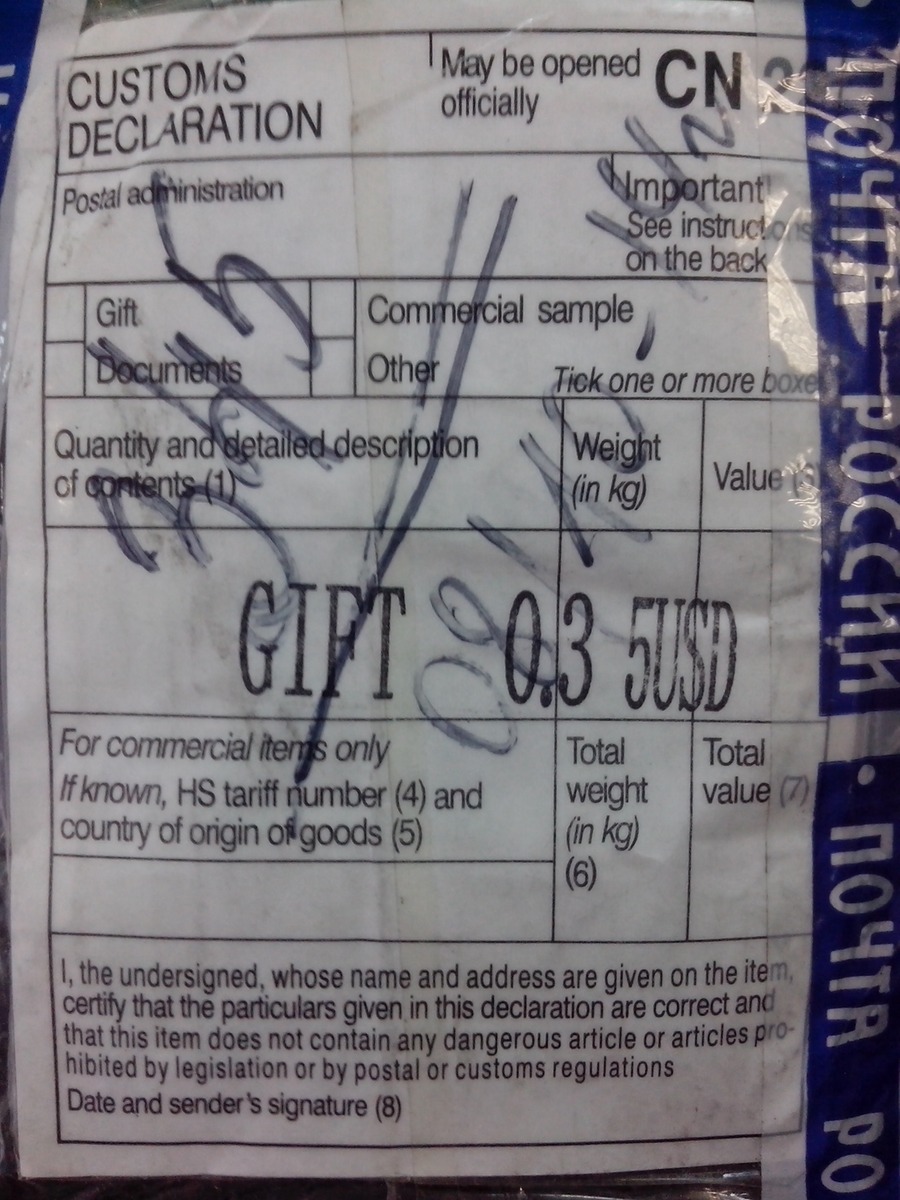 CUSTOMS
DECLARATION
May be opened
officially
CN 2
Postal administration
Important!
See instructions
on the back
Gift
Commercial sample
Documents
Other
Tick one or more boxe
Quantity and detailed description
of contents (1)
Weight
(in kg)
Value
GIFT
0.3
5USD
For commercial items only
If known, HS tariff number (4) and
country of origin of goods (5)
Total
weight
(in kg)
(6)
Total
value (7)
I, the undersigned, whose name and address are given on the item,
certify that the particulars given in this declaration are correct and
that this item does not contain any dangerous article or articles pro-
hibited by legislation or by postal or customs regulations
Date and sender's signature (8)
ПОЧТА РОССИИ • ПОЧТА РО